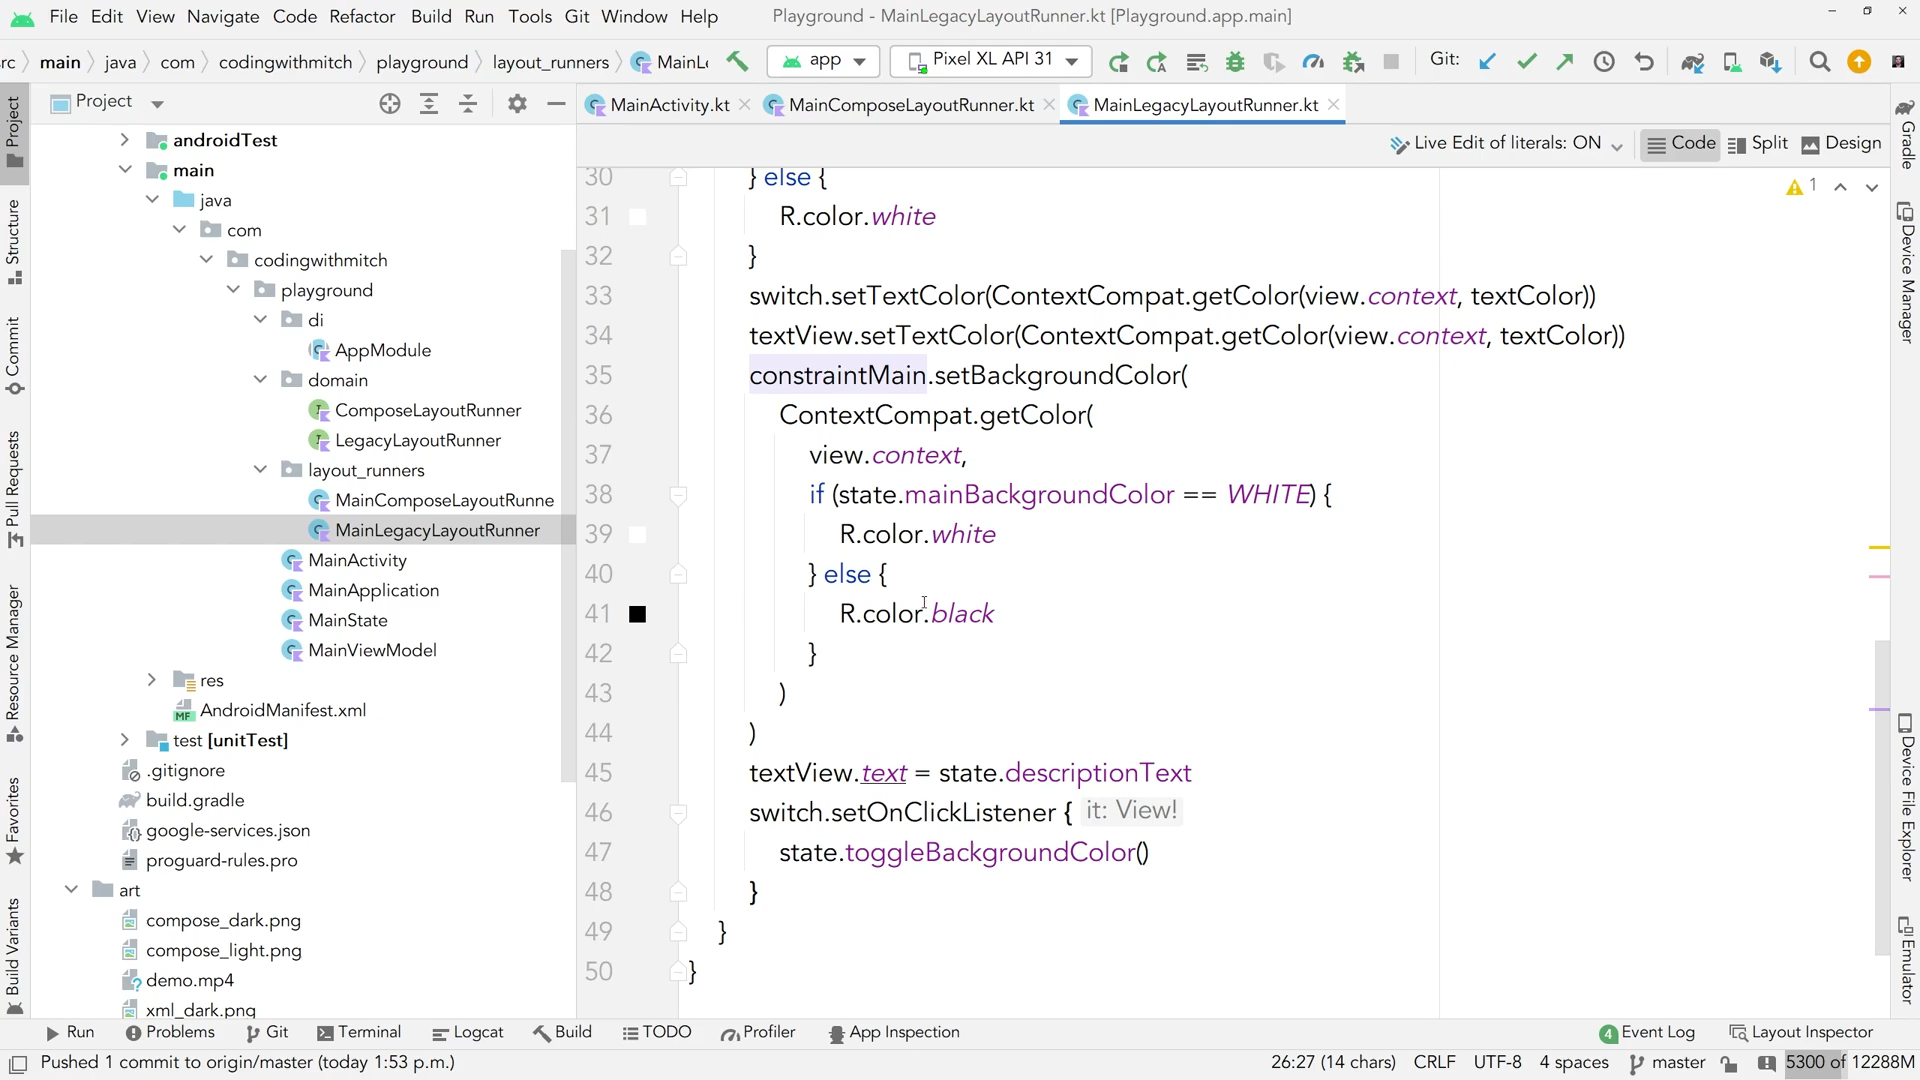 File Edit View Navigate Code Refactor Build Run Tools Git Window Help Playground - MainLegacyLayoutRunner.kt [Playground.app.main]
rc main java com codingwithmitch playground layout_runners MainL app Pixel XL API 31 Git:
Project MainActivity.kt MainComposeLayoutRunner.kt MainLegacyLayoutRunner.kt
Live Edit of literals: ON Code Split Design
androidTest
main
java
com
codingwithmitch
playground
di
AppModule
domain
ComposeLayoutRunner
LegacyLayoutRunner
layout_runners
MainComposeLayoutRunne
MainLegacyLayoutRunner
MainActivity
MainApplication
MainState
MainViewModel
res
MF AndroidManifest.xml
test [unitTest]
.gitignore
build.gradle
google-services.json
proguard-rules.pro
art
compose_dark.png
compose_light.png
demo.mp4
xml_dark.png
30 } else {
31 R.color.white
32 }
33 switch.setTextColor(ContextCompat.getColor(view.context, textColor))
34 textView.setTextColor(ContextCompat.getColor(view.context, textColor))
35 constraintMain.setBackgroundColor(
36 ContextCompat.getColor(
37 view.context,
38 if (state.mainBackgroundColor == WHITE) {
39 R.color.white
40 } else {
41 R.color.black
42 }
43 )
44 )
45 textView.text = state.descriptionText
46 switch.setOnClickListener { it: View!
47 state.toggleBackgroundColor()
48 }
49 }
50 }
1
Project
Structure
Commit
Pull Requests
Resource Manager
Favorites
Build Variants
Gradle
Device Manager
Device File Explorer
Emulator
Run Problems Git Terminal Logcat Build TODO Profiler App Inspection 4 Event Log Layout Inspector
Pushed 1 commit to origin/master (today 1:53 p.m.) 26:27 (14 chars) CRLF UTF-8 4 spaces master 5300 of 12288M